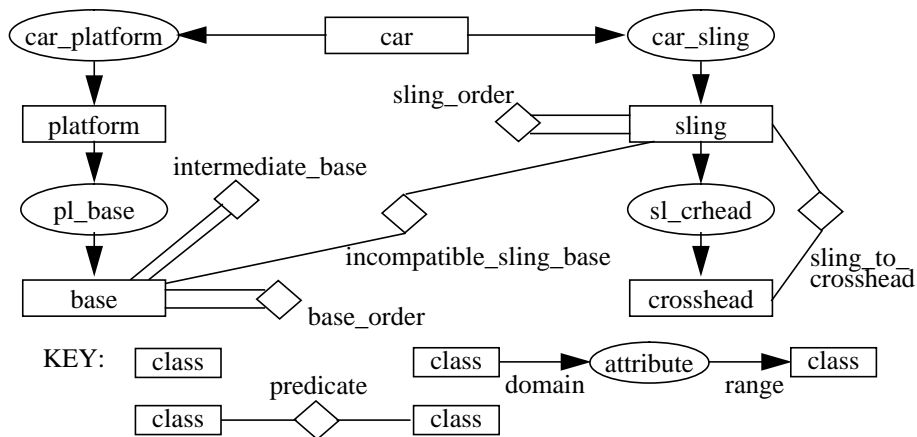 car_platform
car
car_sling
sling_order
platform
sling
intermediate_base
pl_base
sl_crhead
incompatible_sling_base
sling_to_
crosshead
base
crosshead
base_order
KEY:
class
class
attribute
class
domain
range
predicate
class
class